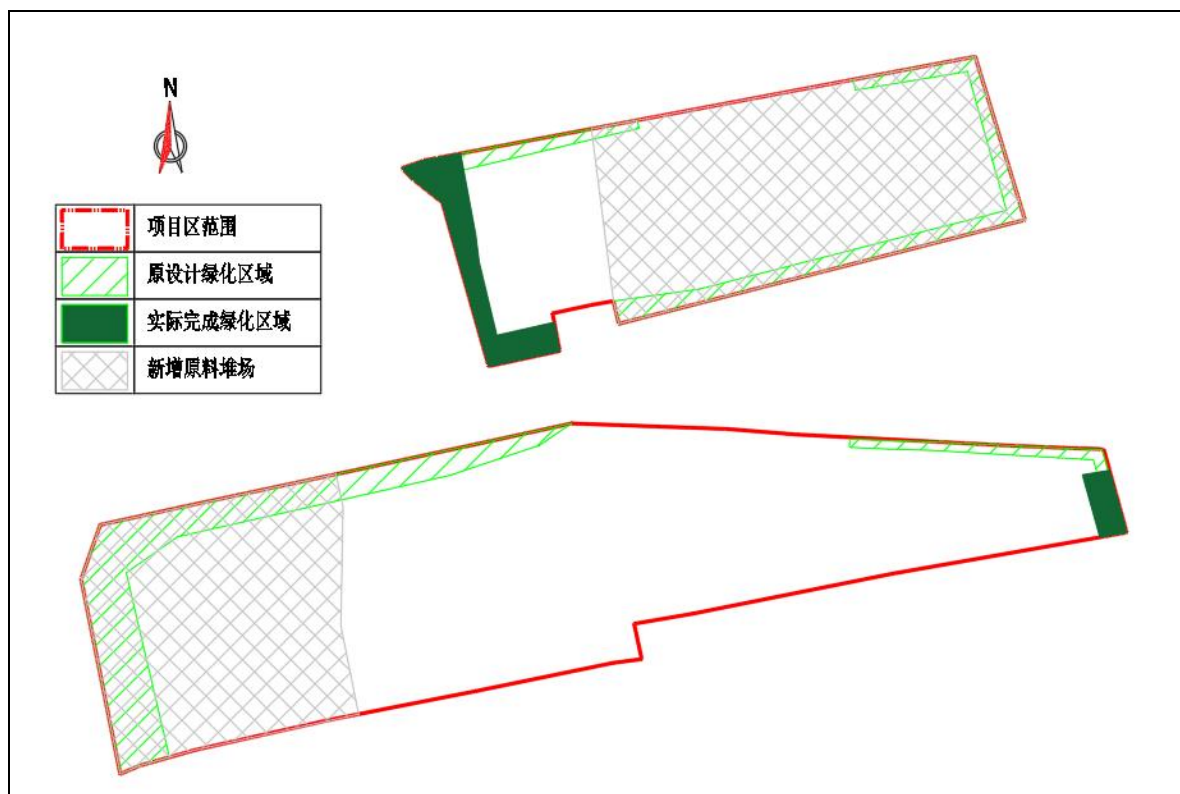 N
项目区范围
原设计绿化区域
实际完成绿化区域
新增原料堆场